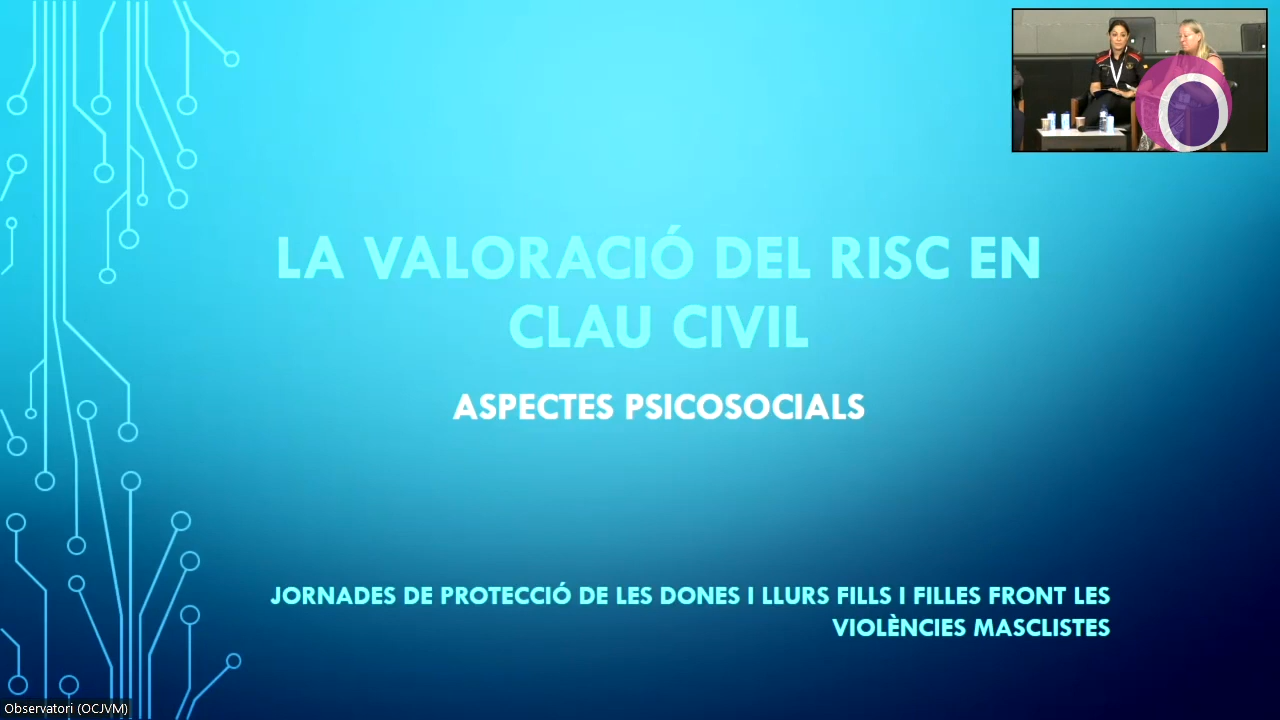 LA VALORACIÓ DEL RISC EN
CLAU CIVIL
ASPECTES PSICOSOCIALS
JORNADES DE PROTECCIÓ DE LES DONES I LLURS FILLS I FILLES FRONT LES
VIOLÈNCIES MASCLISTES
Observatori (OCJVM)